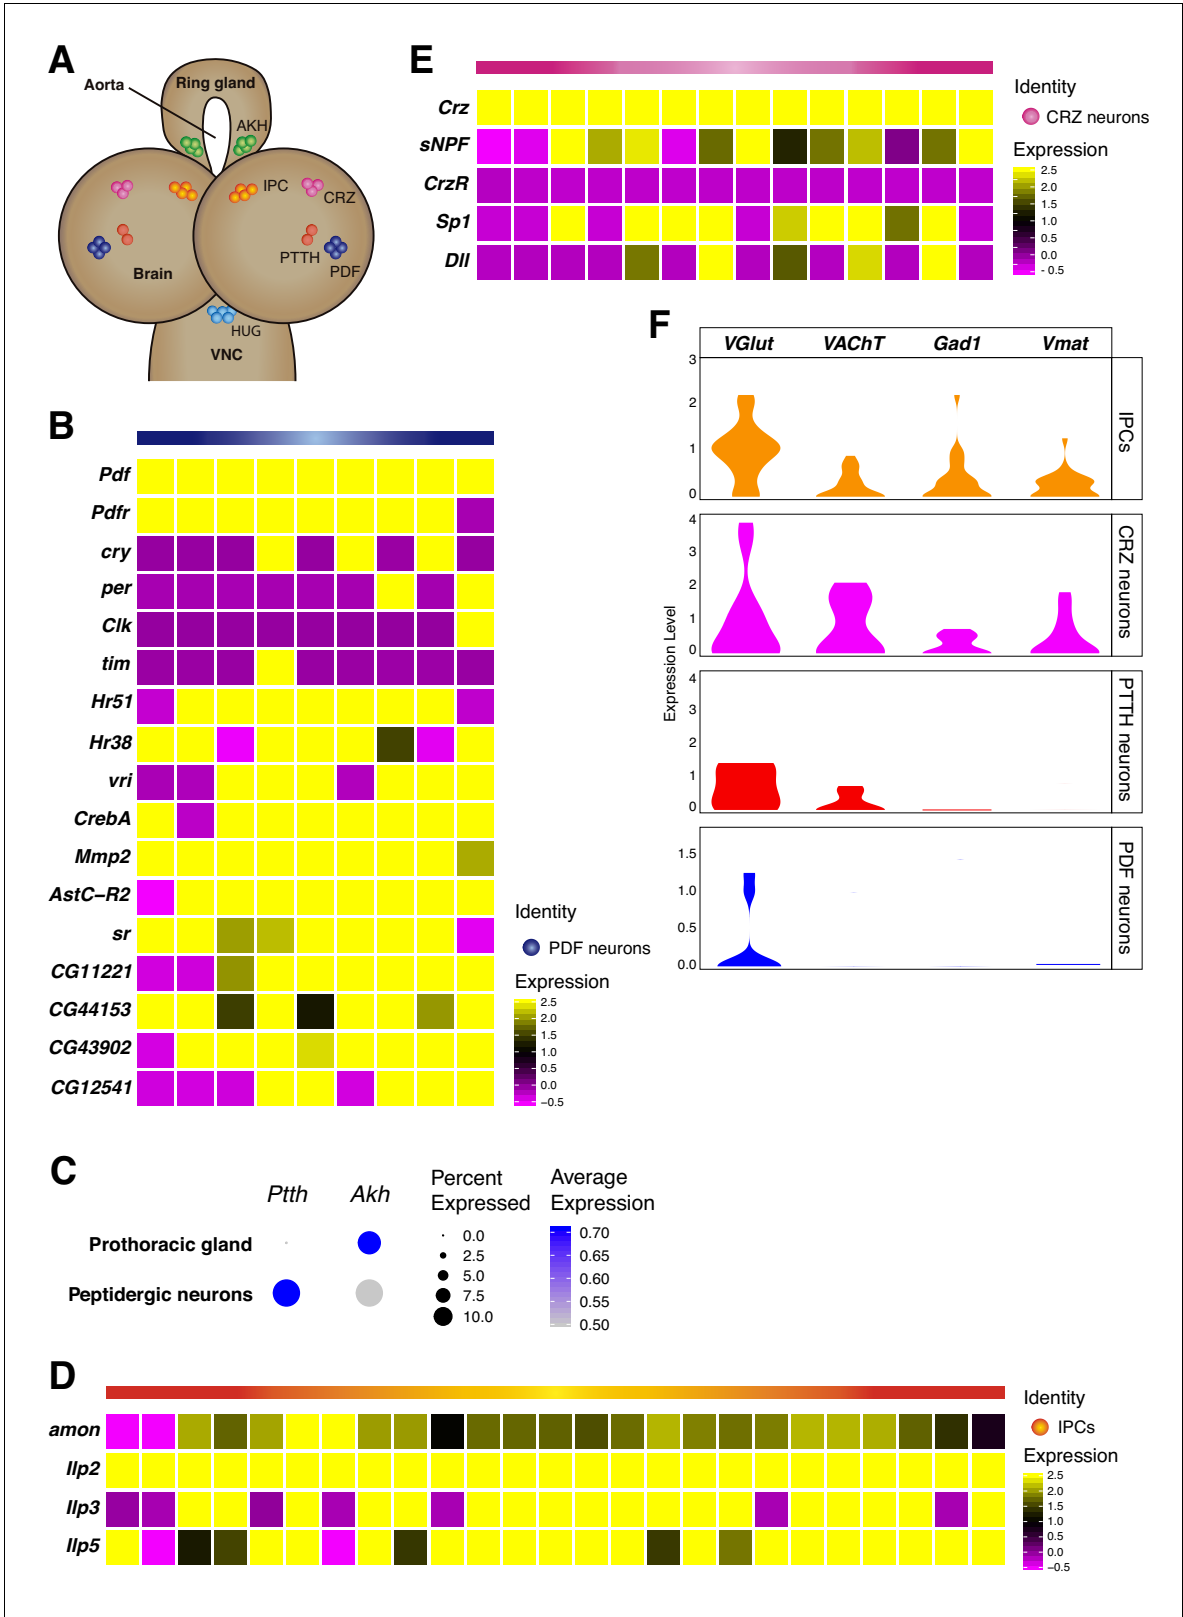 A
Aorta
Ring gland
AKH
IPC
CRZ
PTTH
PDF
Brain
HUG
VNC
B
Pdf
Pdfr
cry
per
Clk
tim
Hr51
Hr38
vri
CrebA
Mmp2
AstC–R2
sr
CG11221
CG44153
CG43902
CG12541
Identity
PDF neurons
Expression
2.5
2.0
1.5
1.0
0.5
0.0
−0.5
C
Ptth
Akh
Prothoracic gland
Peptidergic neurons
Percent
Expressed
0.0
2.5
5.0
7.5
10.0
Average
Expression
0.70
0.65
0.60
0.55
0.50
D
amon
Ilp2
Ilp3
Ilp5
Identity
IPCs
Expression
2.5
2.0
1.5
1.0
0.5
0.0
−0.5
E
Crz
sNPF
CrzR
Sp1
Dll
Identity
CRZ neurons
Expression
2.5
2.0
1.5
1.0
0.5
0.0
- 0.5
F
VGlut VAChT Gad1 Vmat
Expression Level
3
2
1
0
IPCs
4
3
2
1
0
CRZ neurons
4
3
2
1
0
PTTH neurons
1.5
1.0
0.5
0.0
PDF neurons